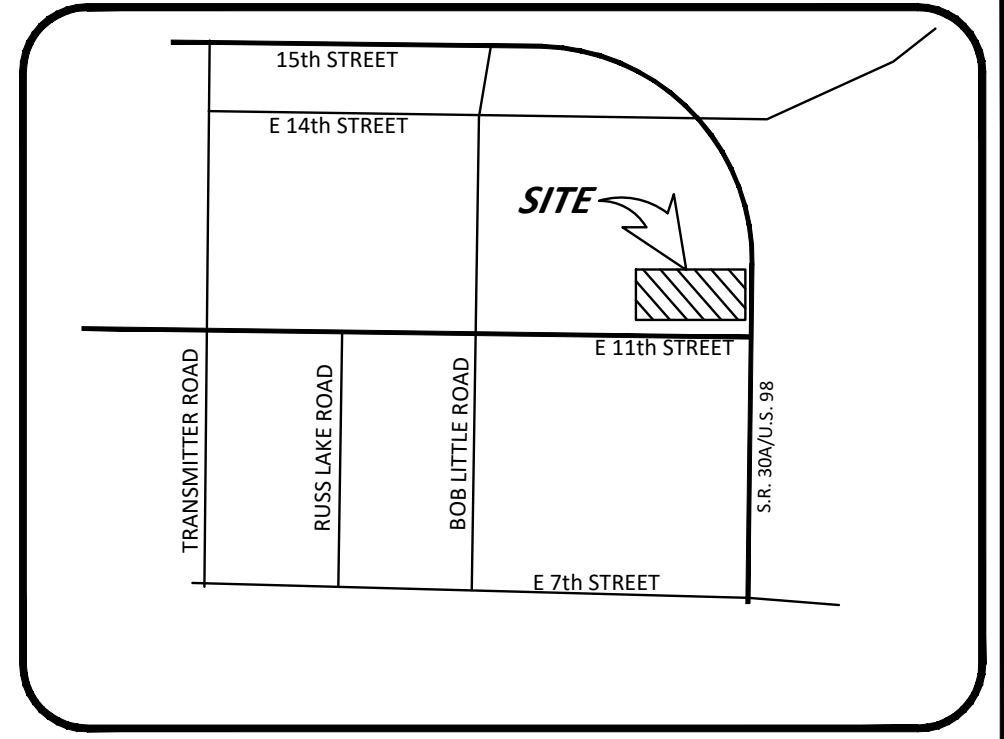 15th STREET
E 14th STREET
SITE
E 11th STREET
TRANSMITTER ROAD
RUSS LAKE ROAD
BOB LITTLE ROAD
S.R. 30A/U.S. 98
E 7th STREET